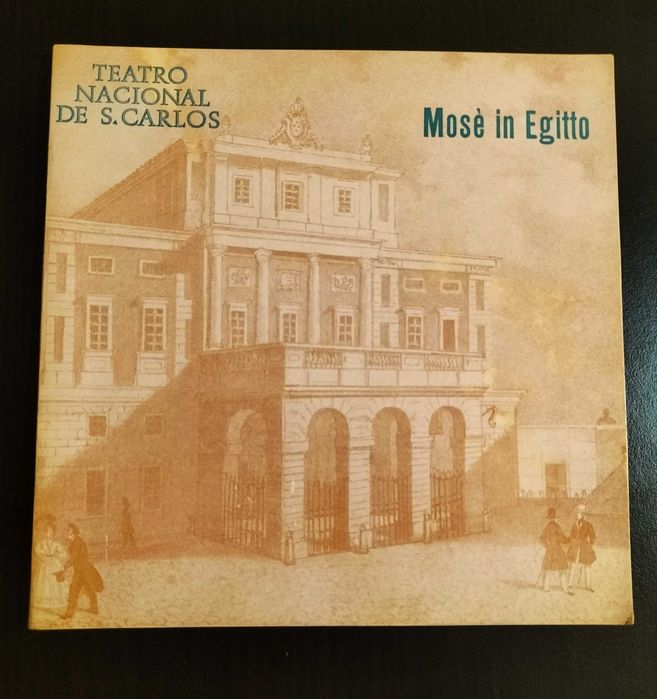 TEATRO
NACIONAL
DE S. CARLOS
Mosè in Egitto